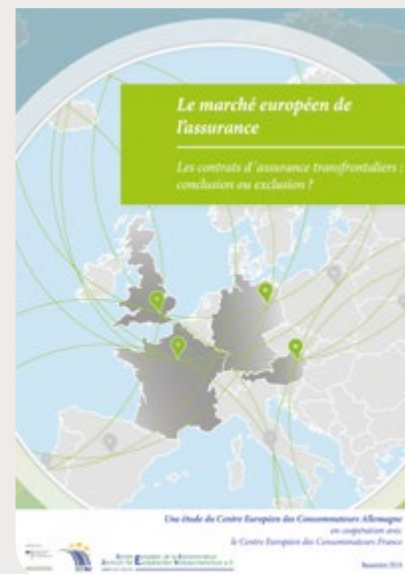 Le marché européen de
l'assurance
Les contrats d'assurance transfrontaliers :
conclusion ou exclusion ?
Une étude du Centre Européen des Consommateurs Allemagne
en coopération avec
le Centre Européen des Consommateurs France